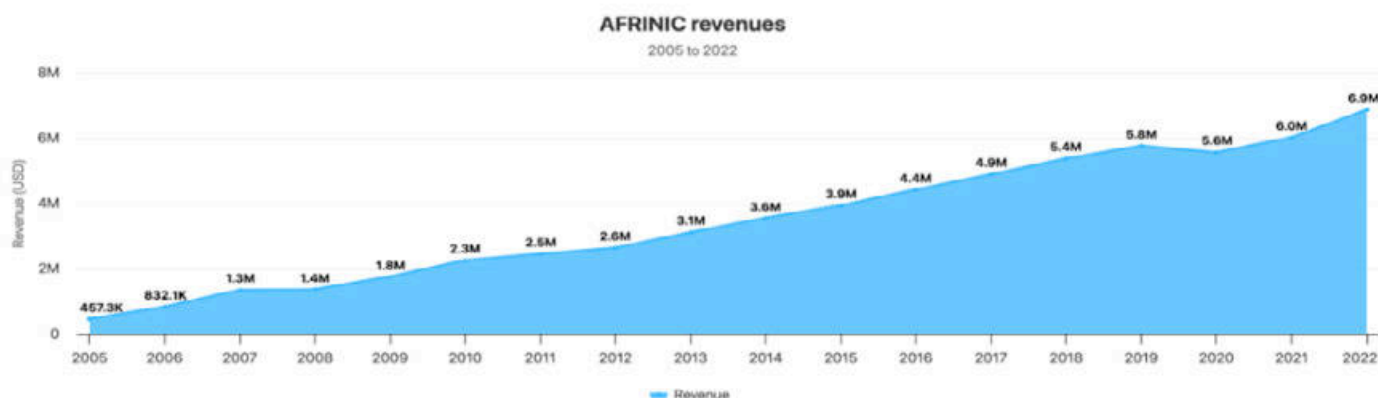 AFRINIC revenues
2005 to 2022
8M
6M
4M
2M
0
Revenue (USD)
457.3K
832.1K
1.3M
1.4M
1.8M
2.3M
2.5M
2.6M
3.1M
3.6M
3.9M
4.4M
4.9M
5.4M
5.8M
5.6M
6.0M
6.9M
2005 2006 2007 2008 2009 2010 2011 2012 2013 2014 2015 2016 2017 2018 2019 2020 2021 2022
Revenue